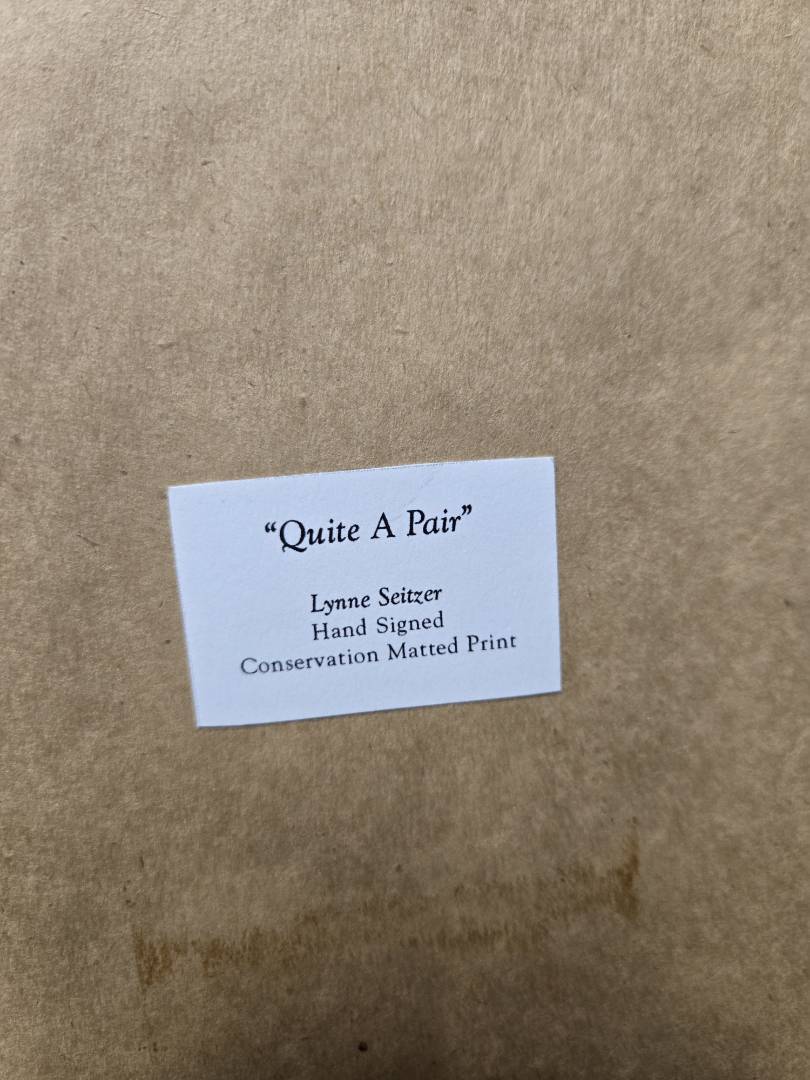 “Quite A Pair”
Lynne Seitzer
Hand Signed
Conservation Matted Print